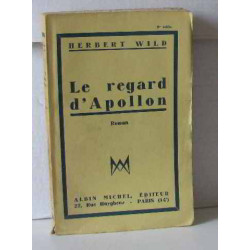 HERBERT WILD
Le regard
d'Apollon
Roman
ALBIN MICHEL, ÉDITEUR
22, Rue Huyghens - PARIS (14e)